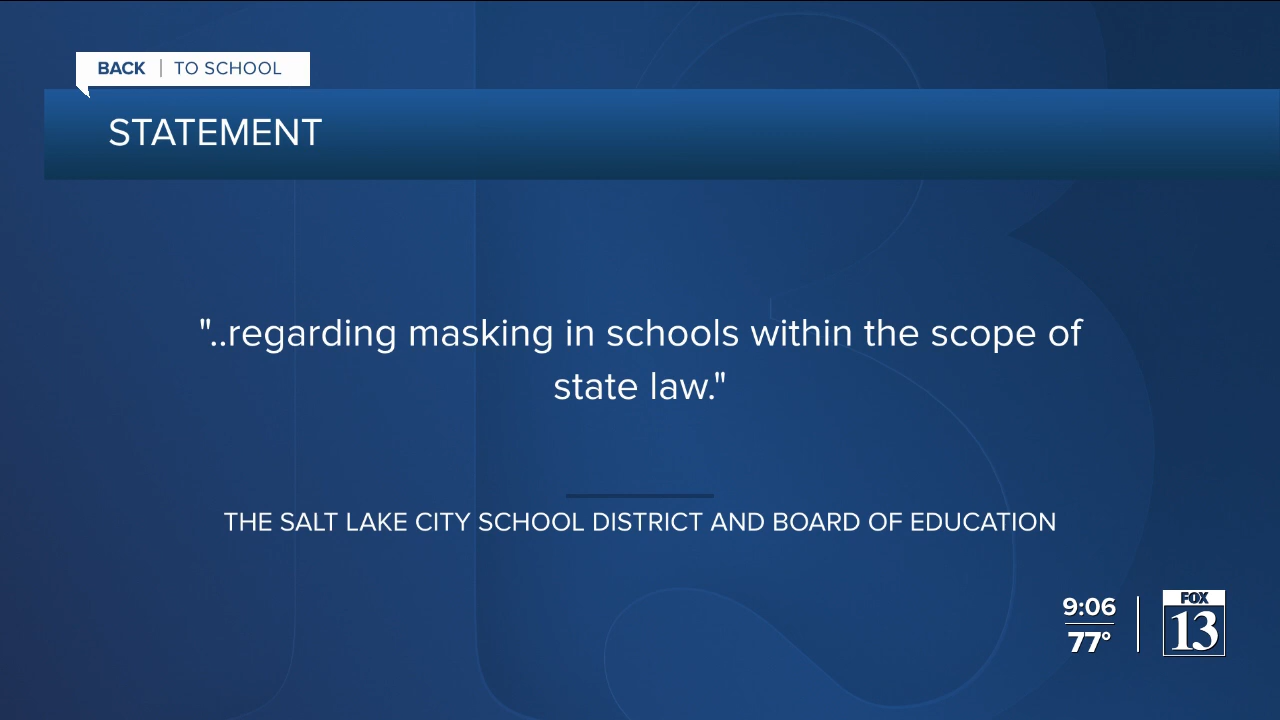 BACK | TO SCHOOL
STATEMENT
"..regarding masking in schools within the scope of
state law."
THE SALT LAKE CITY SCHOOL DISTRICT AND BOARD OF EDUCATION
9:06
77°
FOX
13